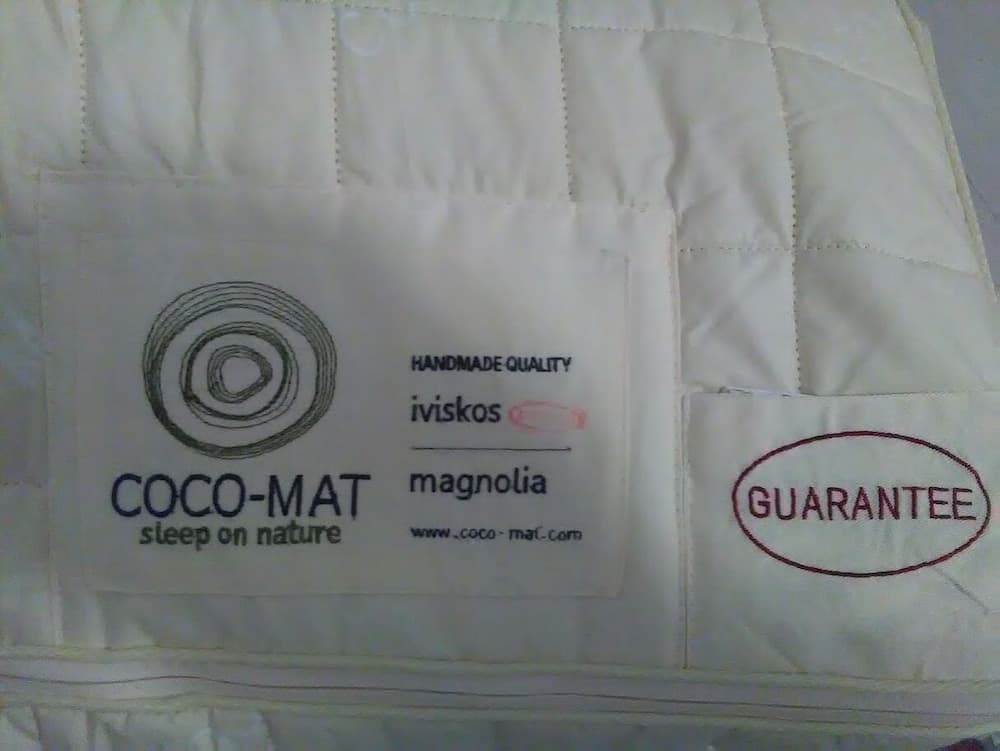 COCO-MAT
sleep on nature
HANDMADE QUALITY
iviskos
magnolia
www.coco-mat.com
GUARANTEE